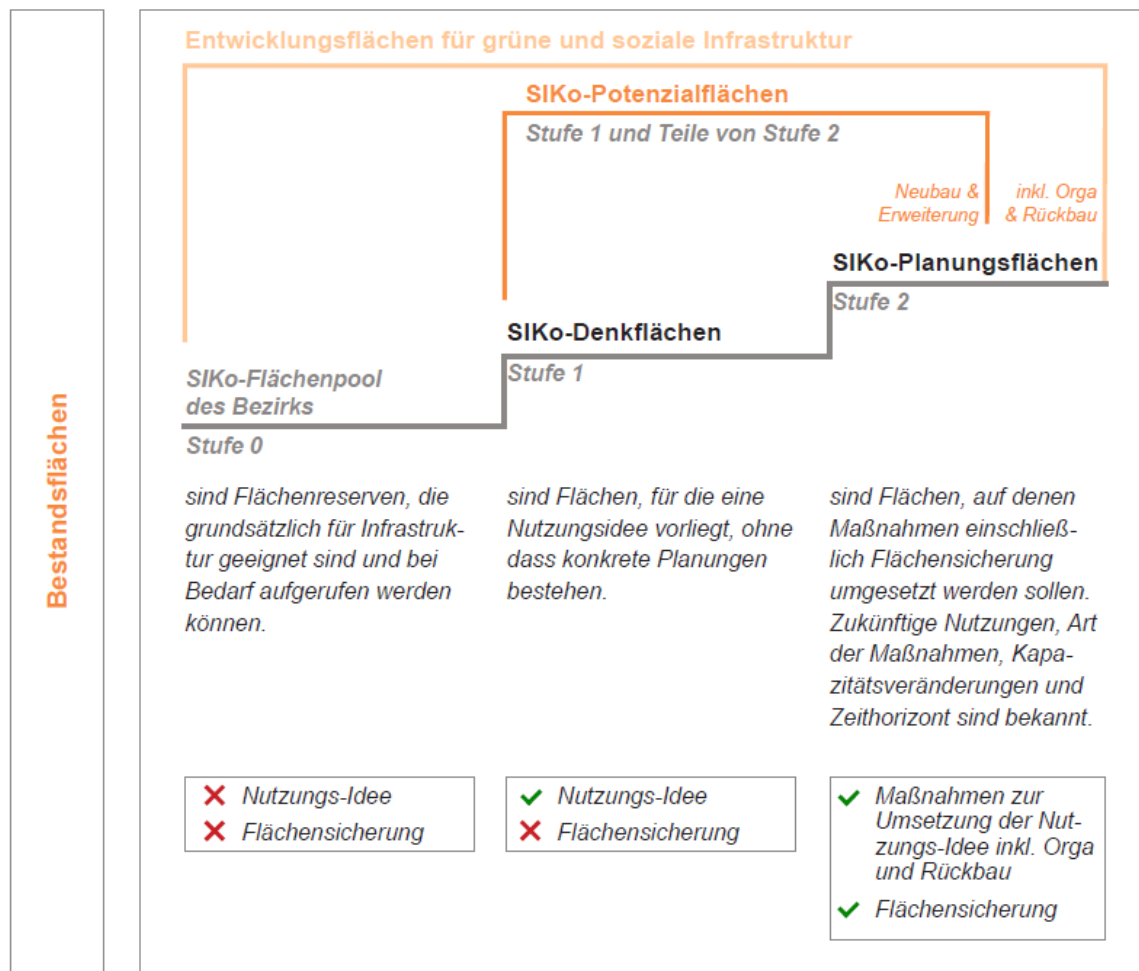 Bestandsflächen
Entwicklungsflächen für grüne und soziale Infrastruktur
SIKo-Potenzialflächen
Stufe 1 und Teile von Stufe 2
Neubau &
Erweiterung
inkl. Orga
& Rückbau
SIKo-Planungsflächen
Stufe 2
SIKo-Denkflächen
Stufe 1
SIKo-Flächenpool
des Bezirks
Stufe 0
sind Flächenreserven, die
grundsätzlich für Infrastruk-
tur geeignet sind und bei
Bedarf aufgerufen werden
können.
sind Flächen, für die eine
Nutzungsidee vorliegt, ohne
dass konkrete Planungen
bestehen.
sind Flächen, auf denen
Maßnahmen einschließ-
lich Flächensicherung
umgesetzt werden sollen.
Zukünftige Nutzungen, Art
der Maßnahmen, Kapa-
zitätsveränderungen und
Zeithorizont sind bekannt.
Nutzungs-Idee
Flächensicherung
Nutzungs-Idee
Flächensicherung
Maßnahmen zur
Umsetzung der Nut-
zungs-Idee inkl. Orga
und Rückbau
Flächensicherung